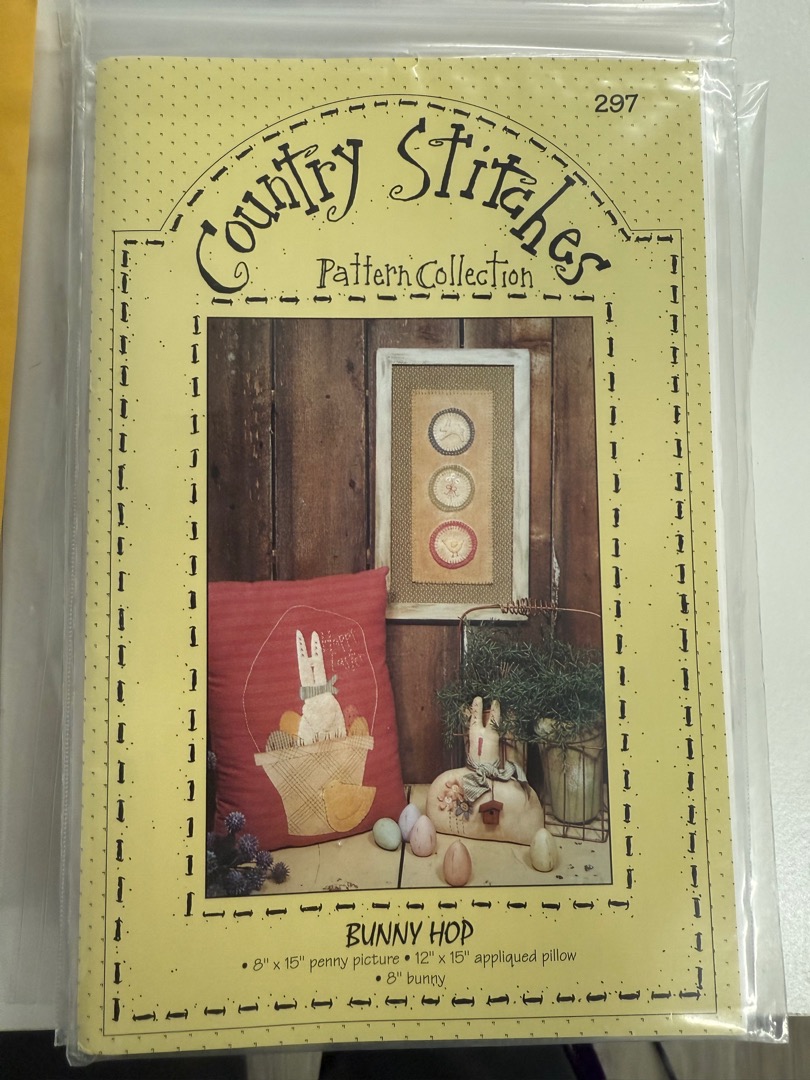 297
Country Stitches
Pattern Collection
Happy
Easter
BUNNY HOP
• 8" x 15" penny picture • 12" x 15" appliqued pillow
• 8" bunny